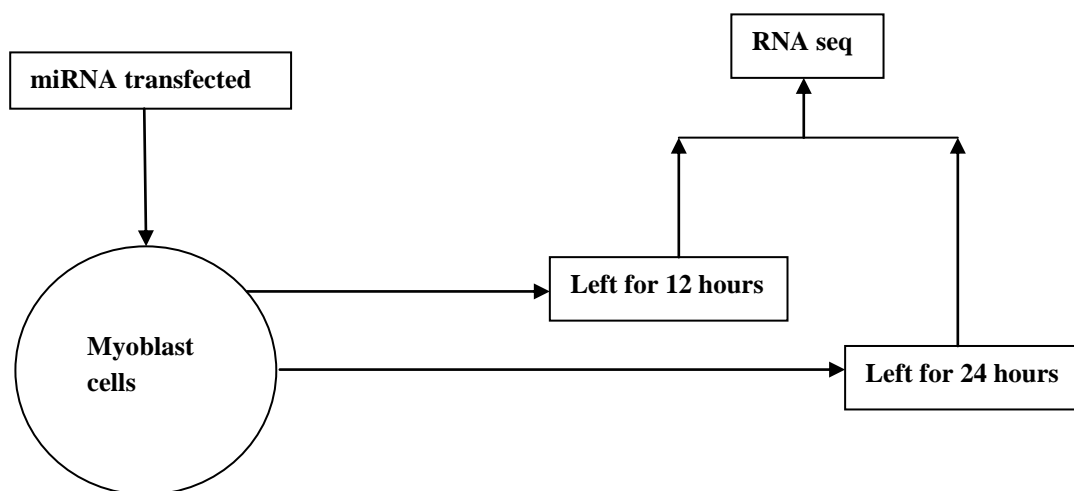 RNA seq
miRNA transfected
Left for 12 hours
Myoblast
cells
Left for 24 hours